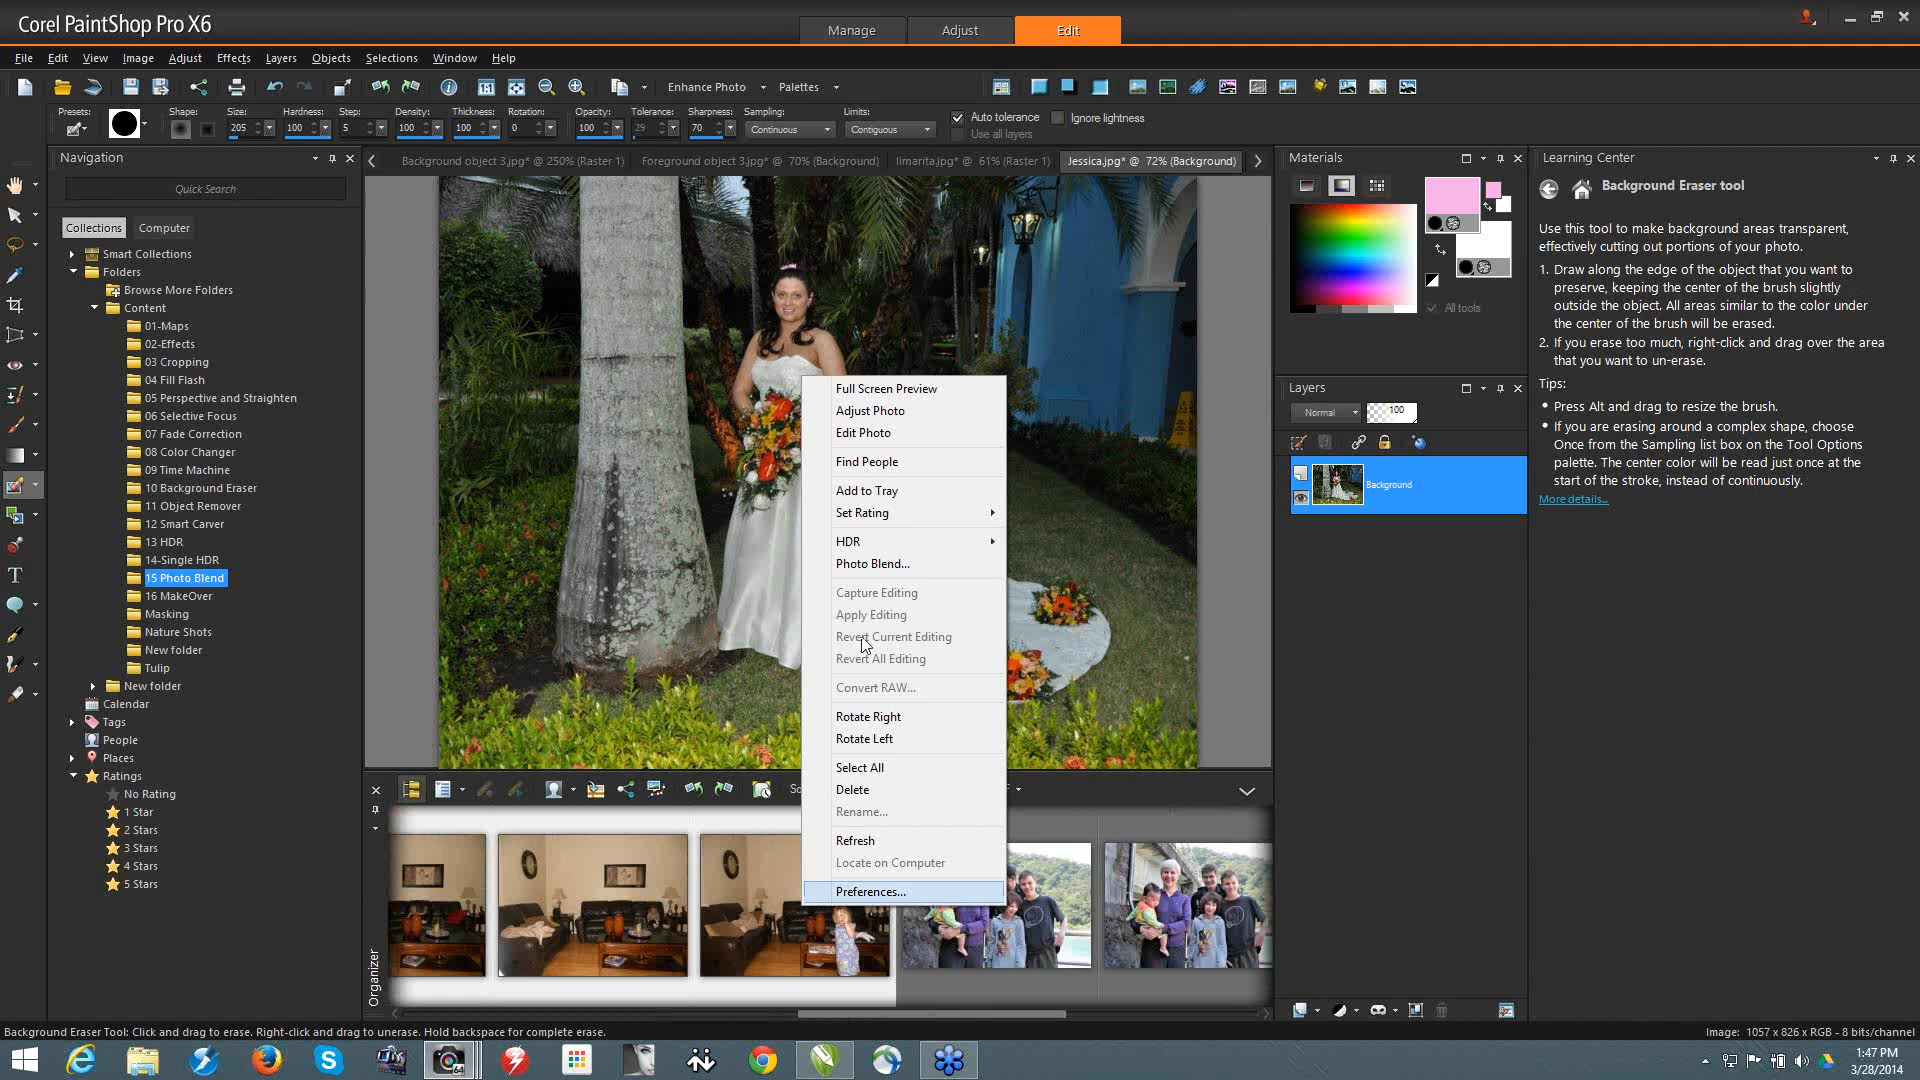 Corel PaintShop Pro X6
Manage
Adjust
Edit
File Edit View Image Adjust Effects Layers Objects Selections Window Help
Enhance Photo
Palettes
Presets:
Shape:
Size:
Hardness:
Step:
Density:
Thickness:
Rotation:
Opacity:
Tolerance:
Sharpness:
Sampling:
Limits:
205
100
5
100
100
0
100
29
70
Continuous
Contiguous
Auto tolerance
Ignore lightness
Use all layers
Navigation
Quick Search
Collections
Computer
Smart Collections
Folders
Browse More Folders
Content
01-Maps
02-Effects
03 Cropping
04 Fill Flash
05 Perspective and Straighten
06 Selective Focus
07 Fade Correction
08 Color Changer
09 Time Machine
10 Background Eraser
11 Object Remover
12 Smart Carver
13 HDR
14-Single HDR
15 Photo Blend
16 MakeOver
Masking
Nature Shots
New folder
Tulip
New folder
Calendar
Tags
People
Places
Ratings
No Rating
1 Star
2 Stars
3 Stars
4 Stars
5 Stars
Background object 3.jpg* @ 250% (Raster 1)
Foreground object 3.jpg* @ 70% (Background)
limarita.jpg* @ 61% (Raster 1)
Jessica.jpg* @ 72% (Background)
Full Screen Preview
Adjust Photo
Edit Photo
Find People
Add to Tray
Set Rating
HDR
Photo Blend...
Capture Editing
Apply Editing
Revert Current Editing
Revert All Editing
Convert RAW...
Rotate Right
Rotate Left
Select All
Delete
Rename...
Refresh
Locate on Computer
Preferences...
Organizer
Materials
All tools
Layers
Normal
100
Background
Learning Center
Background Eraser tool
Use this tool to make background areas transparent,
effectively cutting out portions of your photo.
1. Draw along the edge of the object that you want to
preserve, keeping the center of the brush slightly
outside the object. All areas similar to the color under
the center of the brush will be erased.
2. If you erase too much, right-click and drag over the area
that you want to un-erase.
Tips:
• Press Alt and drag to resize the brush.
• If you are erasing around a complex shape, choose
Once from the Sampling list box on the Tool Options
palette. The center color will be read just once at the
start of the stroke, instead of continuously.
More details...
Background Eraser Tool: Click and drag to erase. Right-click and drag to unerase. Hold backspace for complete erase.
Image: 1057 x 826 x RGB - 8 bits/channel
64
1:47 PM
3/28/2014